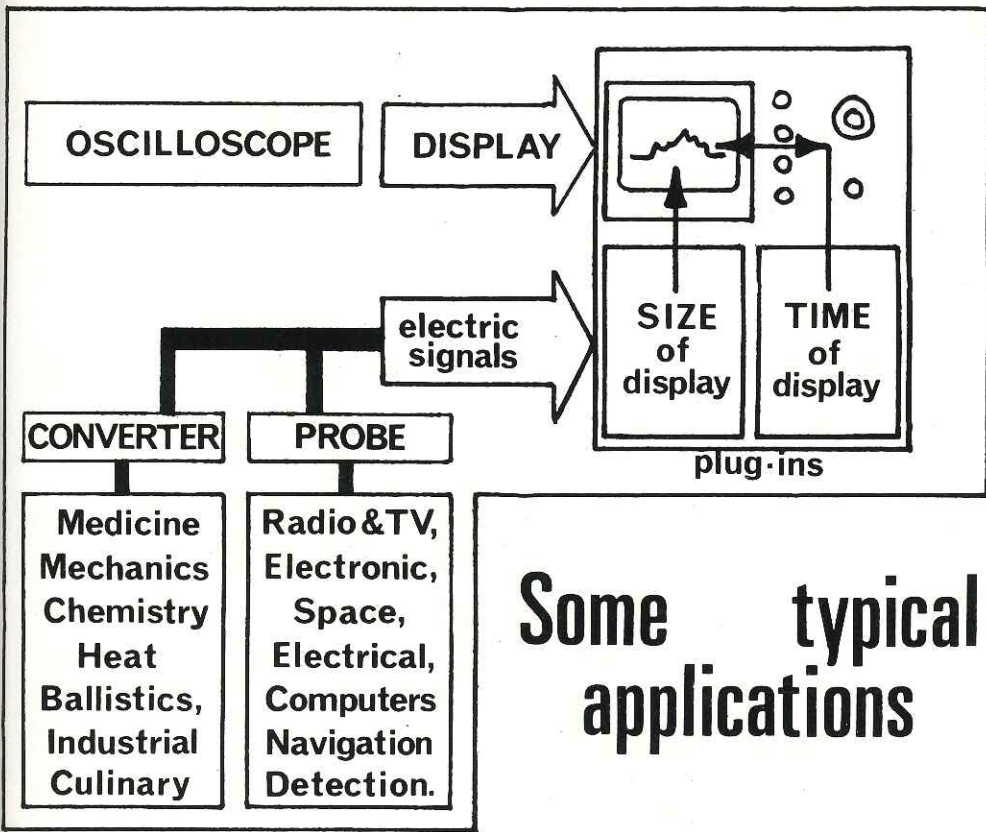 OSCILLOSCOPE
DISPLAY
electric
signals
SIZE
of
display
TIME
of
display
plug-ins
CONVERTER
PROBE
Medicine
Mechanics
Chemistry
Heat
Ballistics,
Industrial
Culinary
Radio & TV,
Electronic,
Space,
Electrical,
Computers
Navigation
Detection.
Some typical
applications